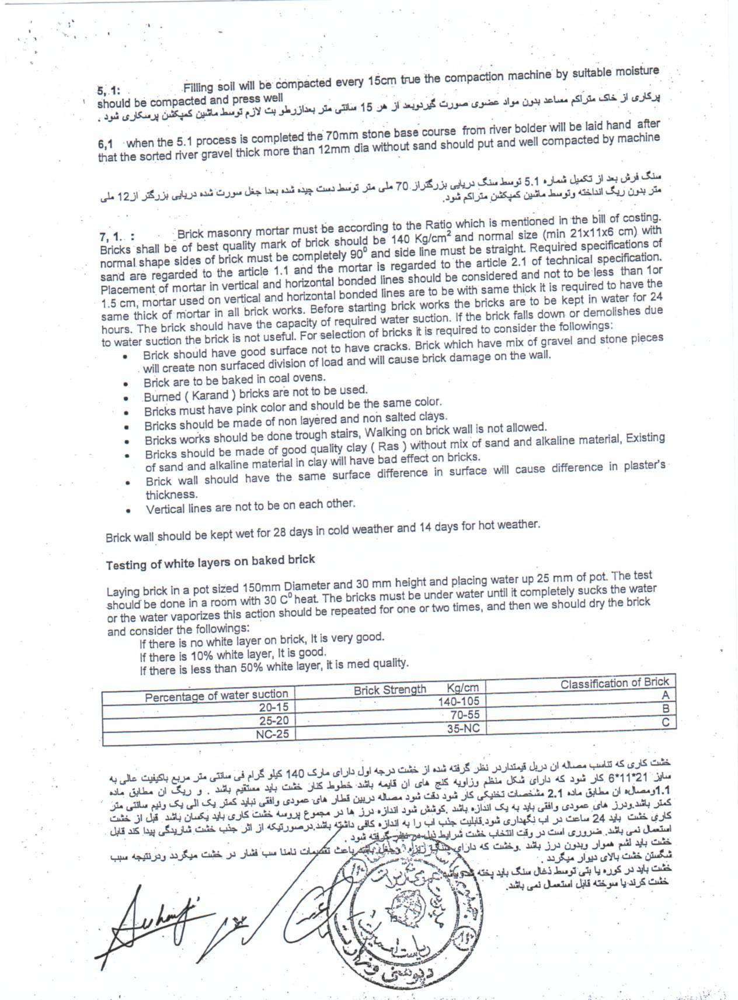 5, 1: Filling soil will be compacted every 15cm true the compaction machine by suitable moisture
should be compacted and press well
پرکاری از خاک متراکم مساعد بدون مواد عضوی صورت گیردوبعد از هر 15 سانتی متر بعدازرطو بت لازم توسط ماشین کمپکشن پرسکاری شود .
6,1 when the 5.1 process is completed the 70mm stone base course from river bolder will be laid hand after
that the sorted river gravel thick more than 12mm dia without sand should put and well compacted by machine
سنگ فرش بعد از تکمیل شماره 5.1 توسط سنگ دریایی بزرگتراز 70 ملی متر توسط دست چیده شده بعدا جغل سورت شده دریایی بزرگتر از12 ملی
متر بدون ریگ انداخته وتوسط ماشین کمپکشن متراکم شود.
7, 1. : Brick masonry mortar must be according to the Ratio which is mentioned in the bill of costing.
Bricks shall be of best quality mark of brick should be 140 Kg/cm² and normal size (min 21x11x6 cm) with
normal shape sides of brick must be completely 90⁰ and side line must be straight. Required specifications of
sand are regarded to the article 1.1 and the mortar is regarded to the article 2.1 of technical specification.
Placement of mortar in vertical and horizontal bonded lines should be considered and not to be less than 1or
1.5 cm, mortar used on vertical and horizontal bonded lines are to be with same thick it is required to have the
same thick of mortar in all brick works. Before starting brick works the bricks are to be kept in water for 24
hours. The brick should have the capacity of required water suction. If the brick falls down or demolishes due
to water suction the brick is not useful. For selection of bricks it is required to consider the followings:
• Brick should have good surface not to have cracks. Brick which have mix of gravel and stone pieces
will create non surfaced division of load and will cause brick damage on the wall.
• Brick are to be baked in coal ovens.
• Burned ( Karand ) bricks are not to be used.
• Bricks must have pink color and should be the same color.
• Bricks should be made of non layered and non salted clays.
• Bricks works should be done trough stairs, Walking on brick wall is not allowed.
• Bricks should be made of good quality clay ( Ras ) without mix of sand and alkaline material, Existing
of sand and alkaline material in clay will have bad effect on bricks.
• Brick wall should have the same surface difference in surface will cause difference in plaster's
thickness.
• Vertical lines are not to be on each other.
Brick wall should be kept wet for 28 days in cold weather and 14 days for hot weather.
Testing of white layers on baked brick
Laying brick in a pot sized 150mm Diameter and 30 mm height and placing water up 25 mm of pot. The test
should be done in a room with 30 C⁰ heat. The bricks must be under water until it completely sucks the water
or the water vaporizes this action should be repeated for one or two times, and then we should dry the brick
and consider the followings:
If there is no white layer on brick, It is very good.
If there is 10% white layer, It is good.
If there is less than 50% white layer, it is med quality.
Percentage of water suction Brick Strength Kg/cm Classification of Brick
20-15 140-105 A
25-20 70-55 B
NC-25 35-NC C
خشت کاری که تناسب مصاله ان دربل قیمتداردر نظر گرفته شده از خشت درجه اول دارای مارک 140 کیلو گرام فی سانتی متر مربع باکیفیت عالی به
سایز 21*11*6 کار شود که دارای شکل منظم وزاویه کنج های ان قایمه باشد. خطوط کنار خشت باید مستقیم باشد . و ریگ ان مطابق ماده
1.1ومصاله ان مطابق ماده 2.1 مشخصات تخنیکی کار شود دقت شود مصاله دربین قطار های عمودی وافقی نباید کمتر یک الی یک ونیم سانتی متر
کمتر باشد.ودرز های عمودی وافقی باید به یک اندازه باشد .کوشش شود اندازه درز ها در مجموع پروسه خشت کاری باید یکسان باشد قبل از خشت
کاری خشت باید 24 ساعت در اب نگهداری شود.قابلیت جذب اب را به اندازه کافی داشته باشد.درصورتیکه از اثر جذب خشت شاریدگی پیدا کند قابل
استعمال نمی باشد. ضروری است در وقت انتخاب خشت شرایط ذیل در نظر گرفته شود .
خشت باید لشم هموار وبدون درز باشد .وخشت که دارای سنگ ریزه وجغل باشد باعث تقسیمات نامنا سب فشار در خشت میگردد ودرنتیجه سبب
شگستن خشت بالای دیوار میگردد .
خشت باید در کوره یا بتی توسط ذغال سنگ باید پخته شده باشد
خشت کرند یا سوخته قابل استعمال نمی باشد.
ریاست